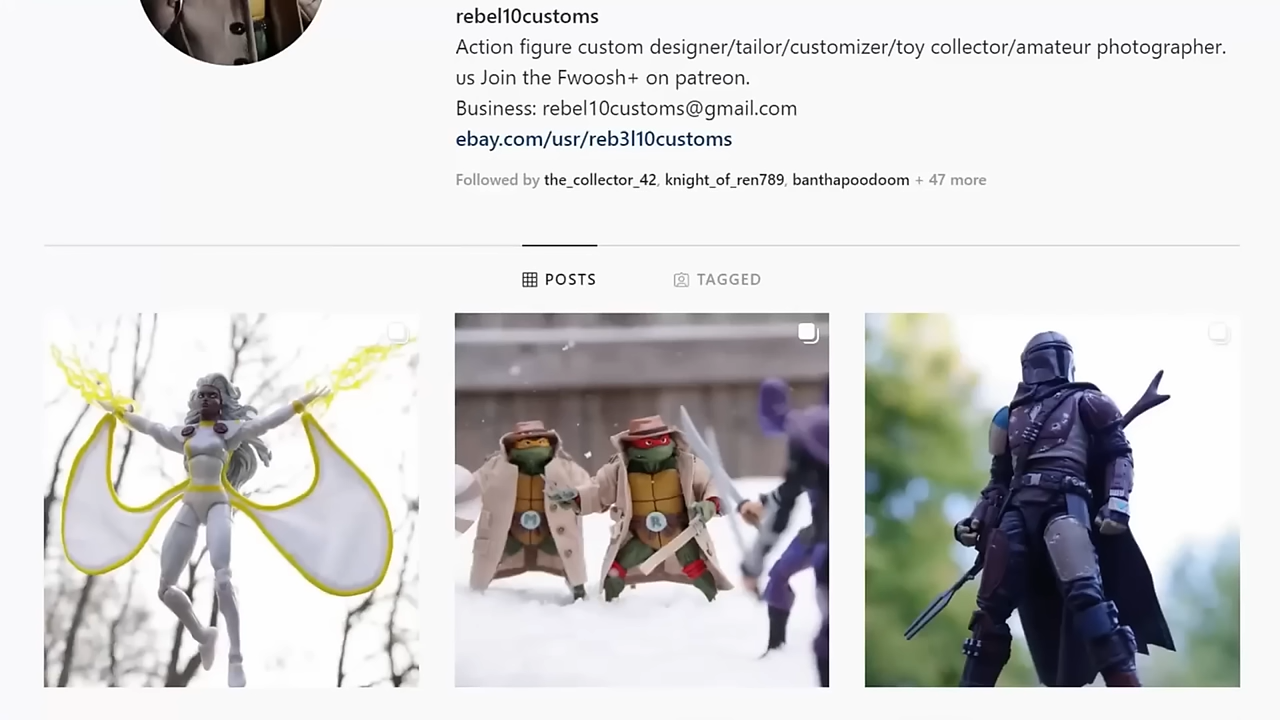 rebel10customs
Action figure custom designer/tailor/customizer/toy collector/amateur photographer.
us Join the Fwoosh+ on patreon.
Business: rebel10customs@gmail.com
ebay.com/usr/reb3l10customs
Followed by the_collector_42, knight_of_ren789, banthapoodoom + 47 more
POSTS TAGGED
M R